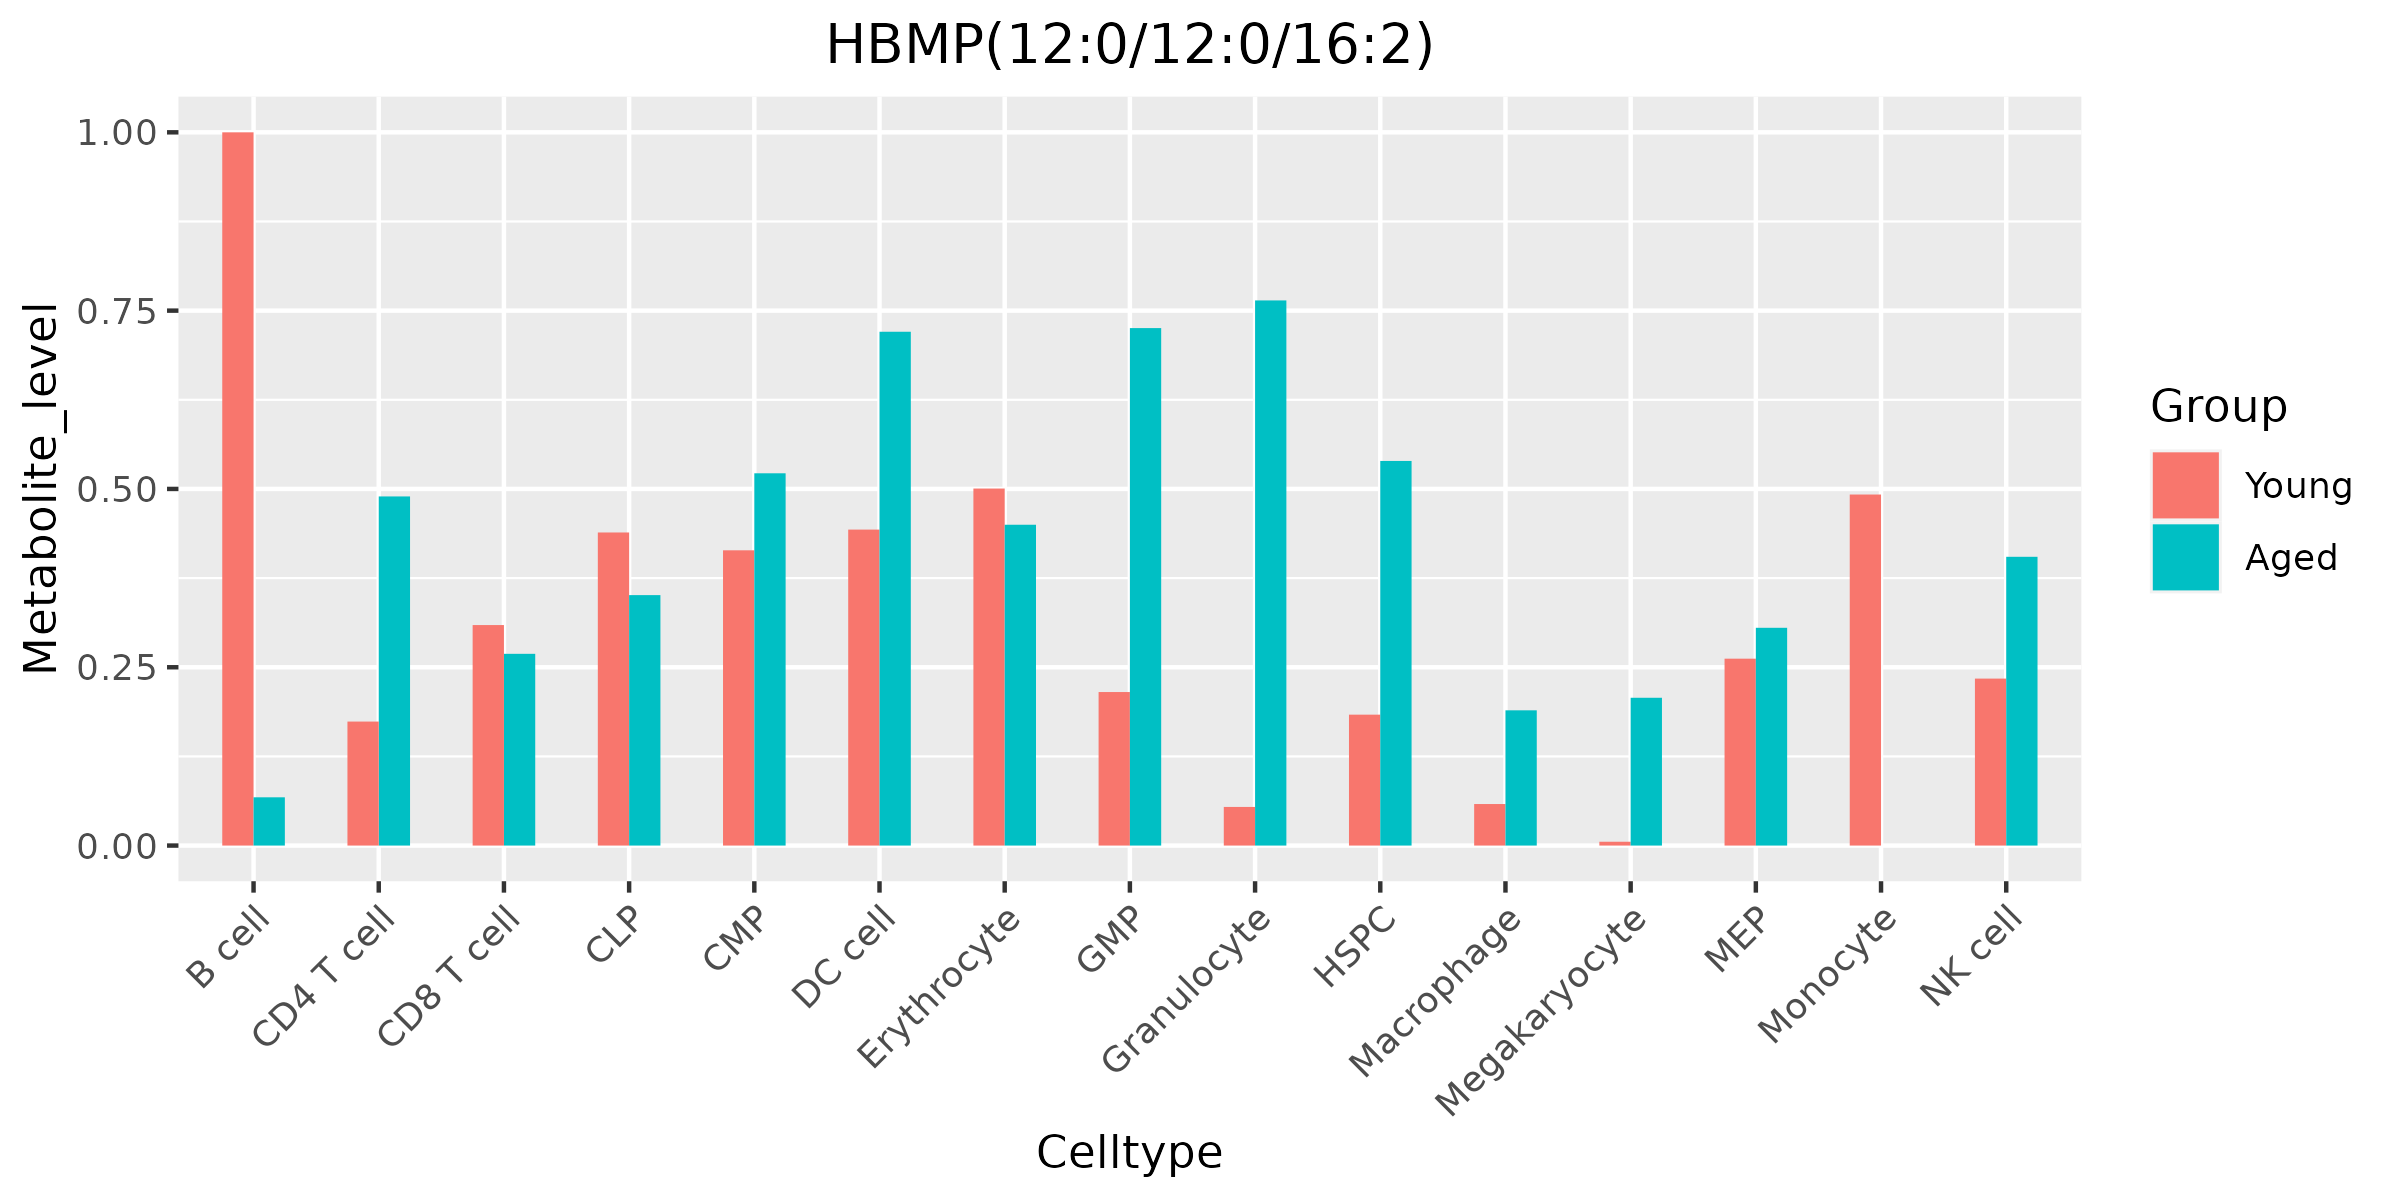 HBMP(12:0/12:0/16:2)
Metabolite_level
1.00
0.75
0.50
0.25
0.00
B cell
CD4 T cell
CD8 T cell
CLP
CMP
DC cell
Erythrocyte
GMP
Granulocyte
HSPC
Macrophage
Megakaryocyte
MEP
Monocyte
NK cell
Celltype
Group
Young
Aged